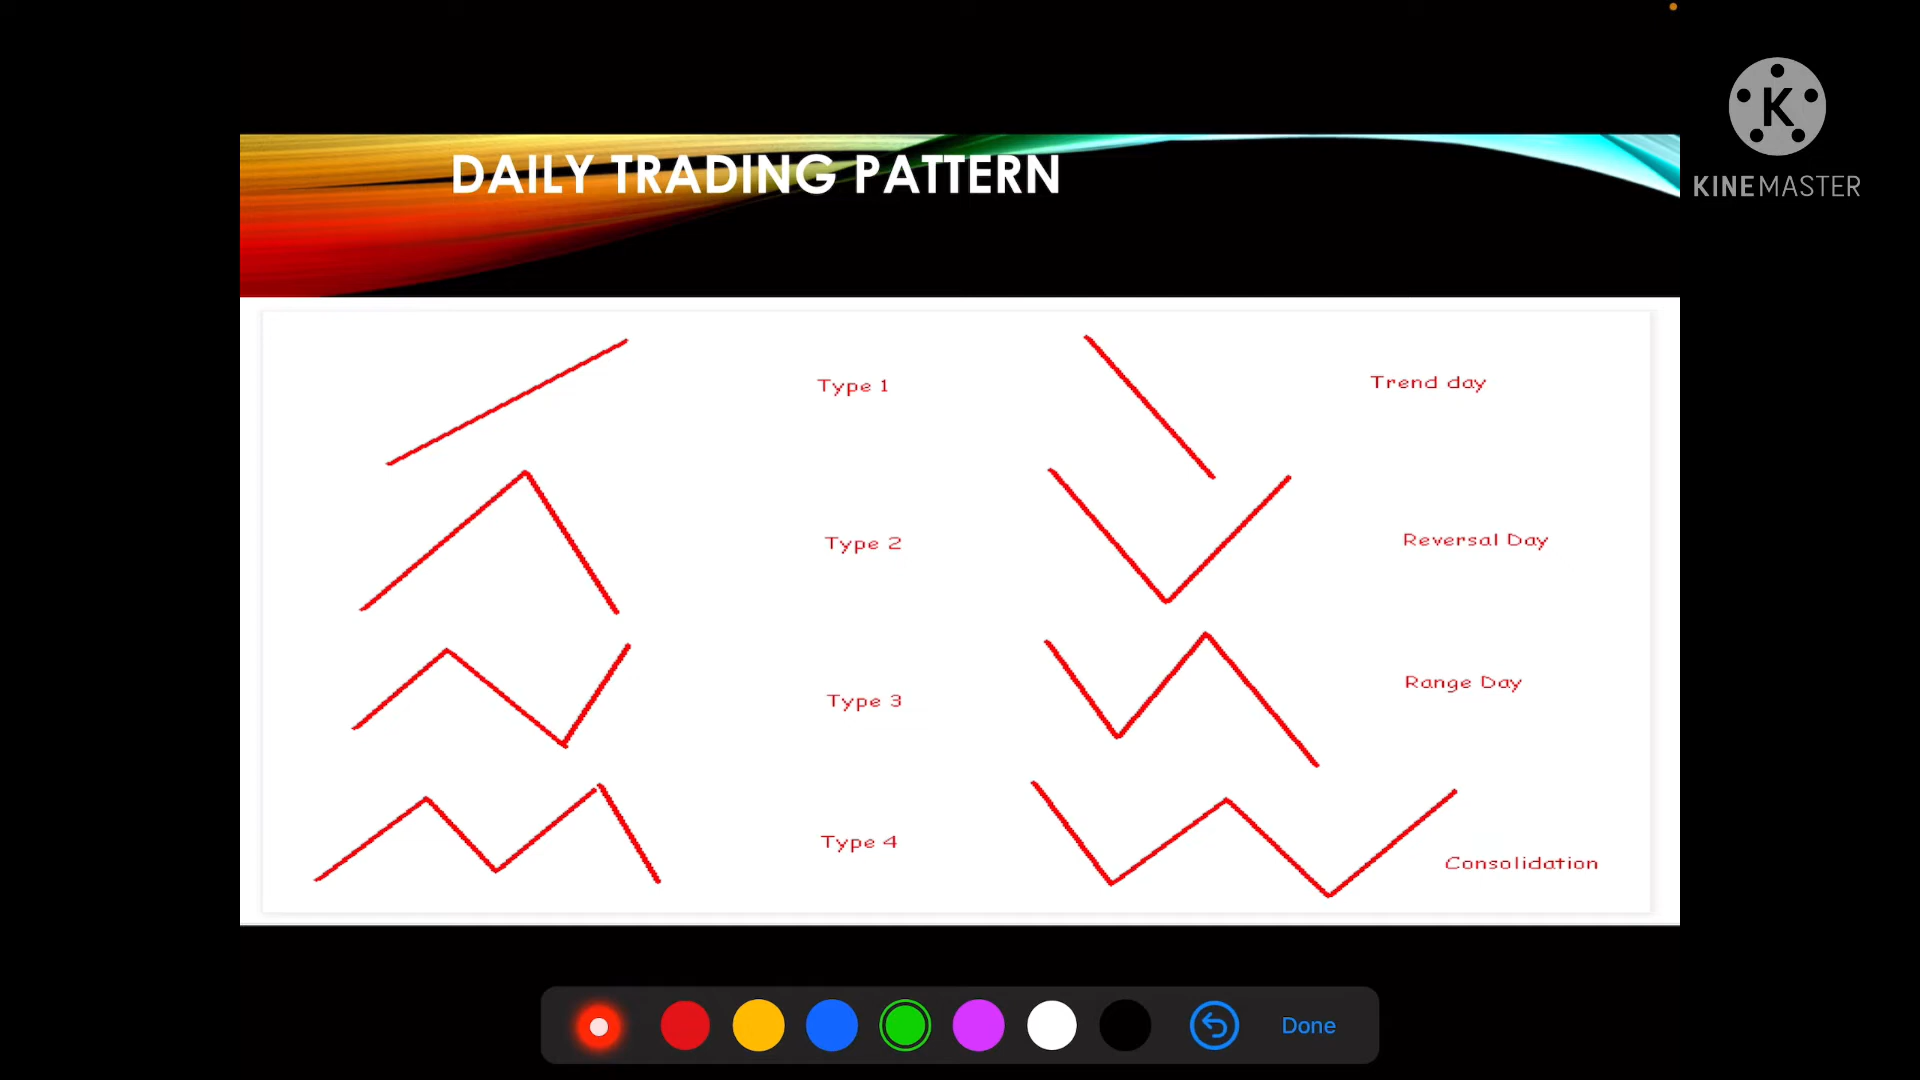 K
KINEMASTER
DAILY TRADING PATTERN
Type 1
Trend day
Type 2
Reversal Day
Type 3
Range Day
Type 4
Consolidation
Done